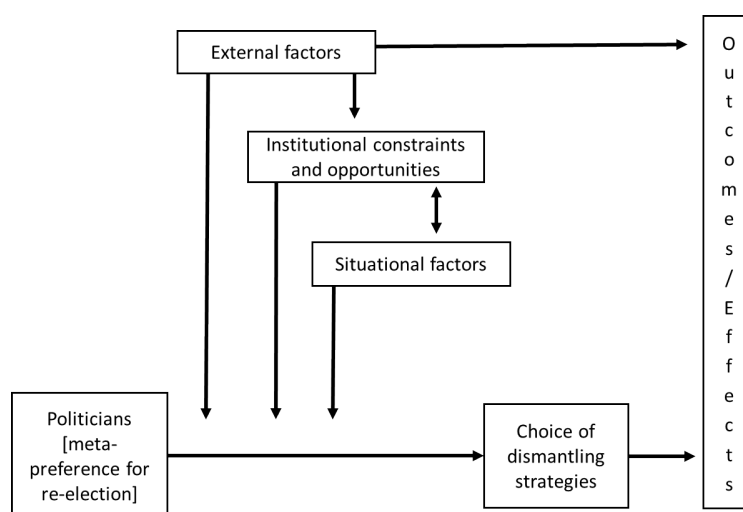 External factors
Institutional constraints
and opportunities
Situational factors
Politicians
[meta-
preference for
re-election]
Choice of
dismantling
strategies
O
u
t
c
o
m
e
s
/
E
f
f
e
c
t
s